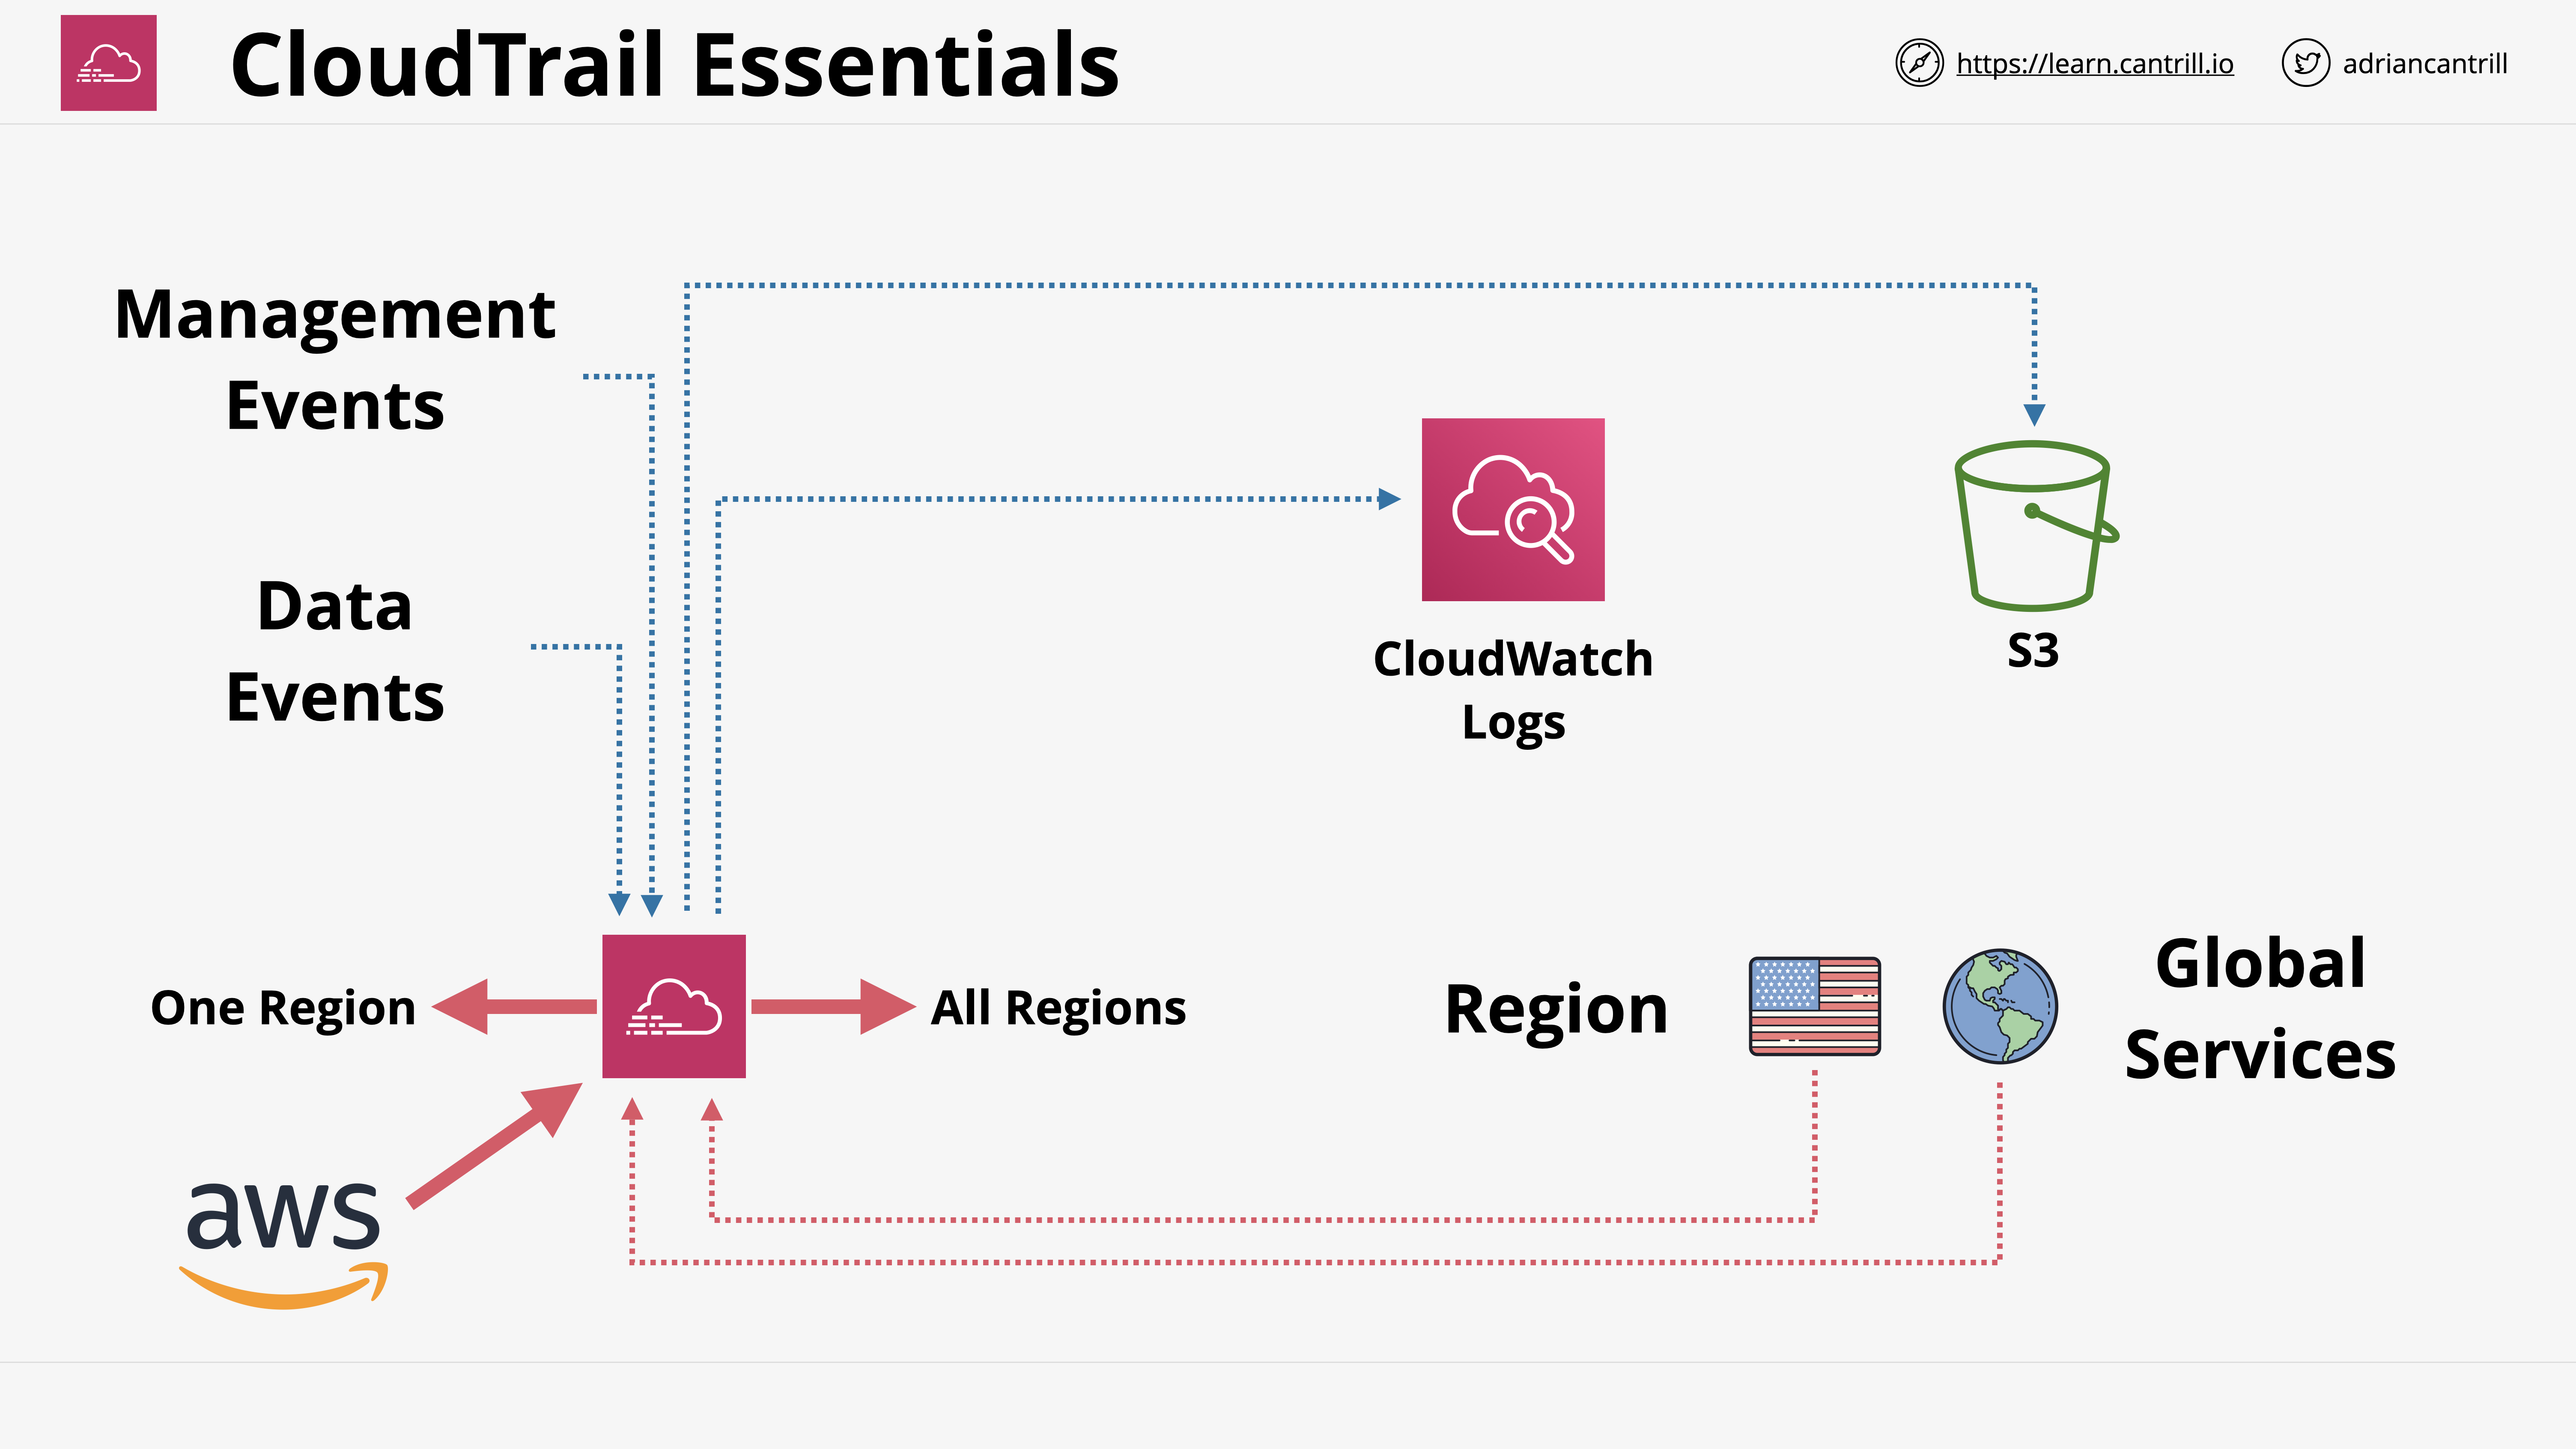 CloudTrail Essentials
https://learn.cantrill.io
adriancantrill
Management
Events
Data
Events
CloudWatch
Logs
S3
One Region
All Regions
Region
Global
Services
aws